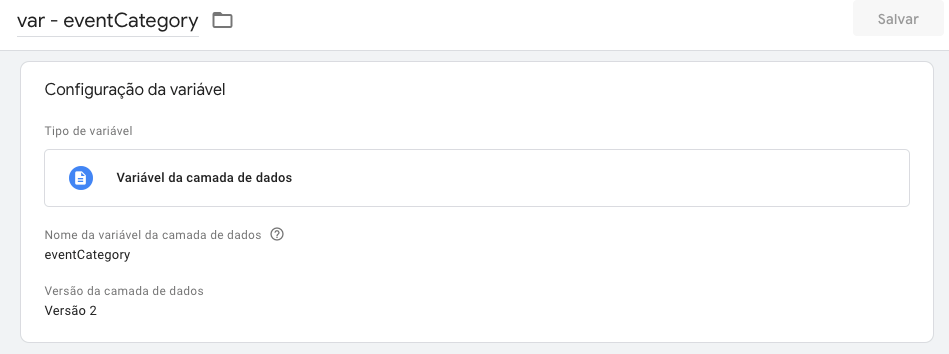 var - eventCategory
Salvar
Configuração da variável
Tipo de variável
Variável da camada de dados
Nome da variável da camada de dados
eventCategory
Versão da camada de dados
Versão 2